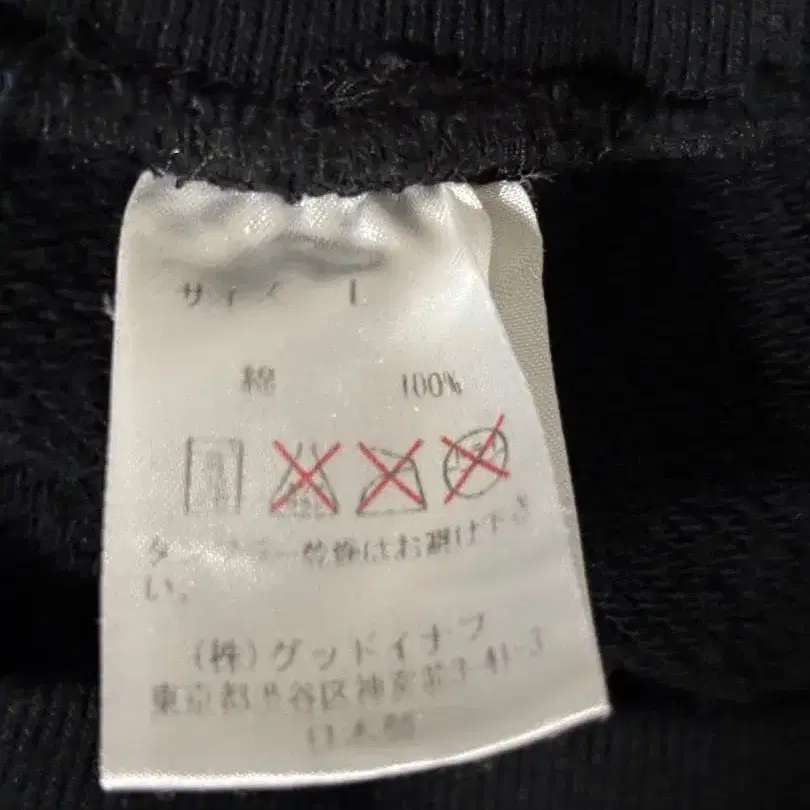 サイズ L
綿 100%
タンブラー乾燥はお避け下さ
い。
(株)グッドイナフ
東京都渋谷区神宮前3-41-3
日本製